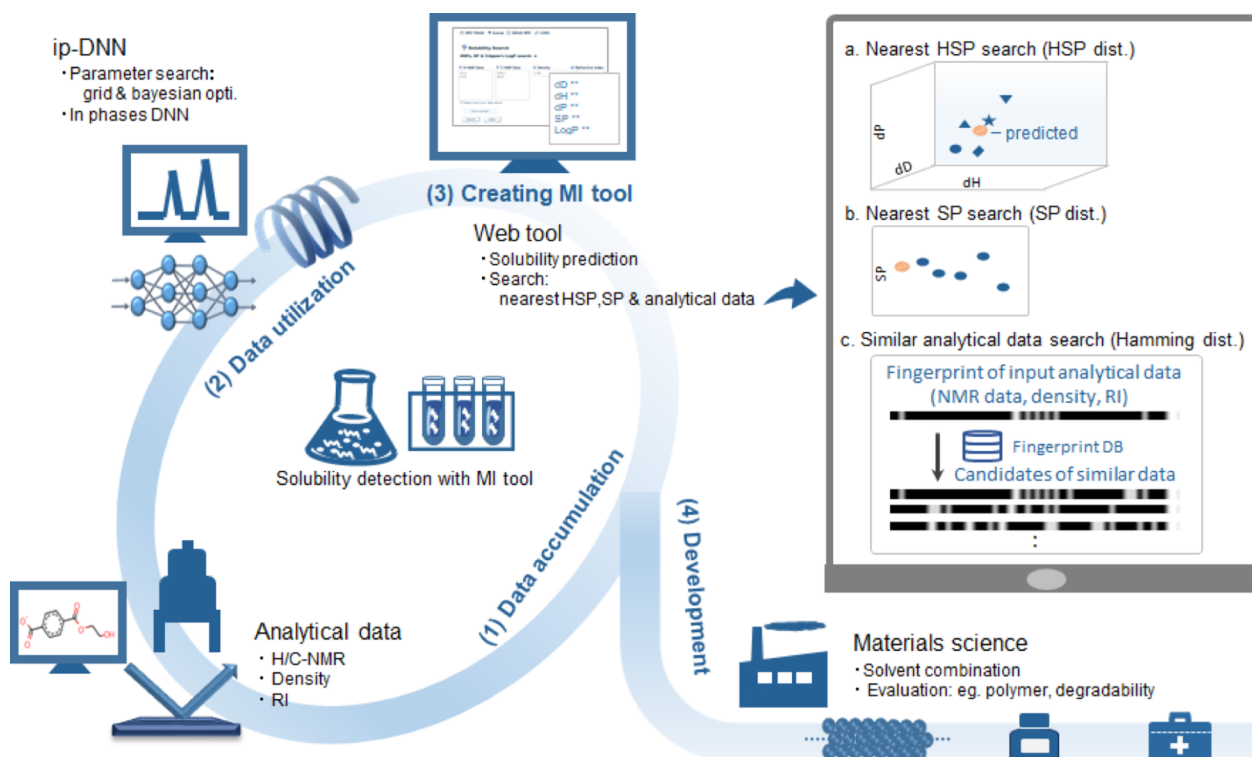 ip-DNN
・Parameter search:
grid & bayesian opti.
・In phases DNN
Solubility Search
dD **
dH **
dP **
SP **
LogP **
(3) Creating MI tool
Web tool
・Solubility prediction
・Search:
nearest HSP,SP & analytical data
(2) Data utilization
Solubility detection with MI tool
(1) Data accumulation
(4) Development
O
O
O
O
OH
Analytical data
・H/C-NMR
・Density
・RI
a. Nearest HSP search (HSP dist.)
dP
dD
dH
predicted
b. Nearest SP search (SP dist.)
SP
c. Similar analytical data search (Hamming dist.)
Fingerprint of input analytical data
(NMR data, density, RI)
Fingerprint DB
Candidates of similar data
:
Materials science
・Solvent combination
・Evaluation: eg. polymer, degradability